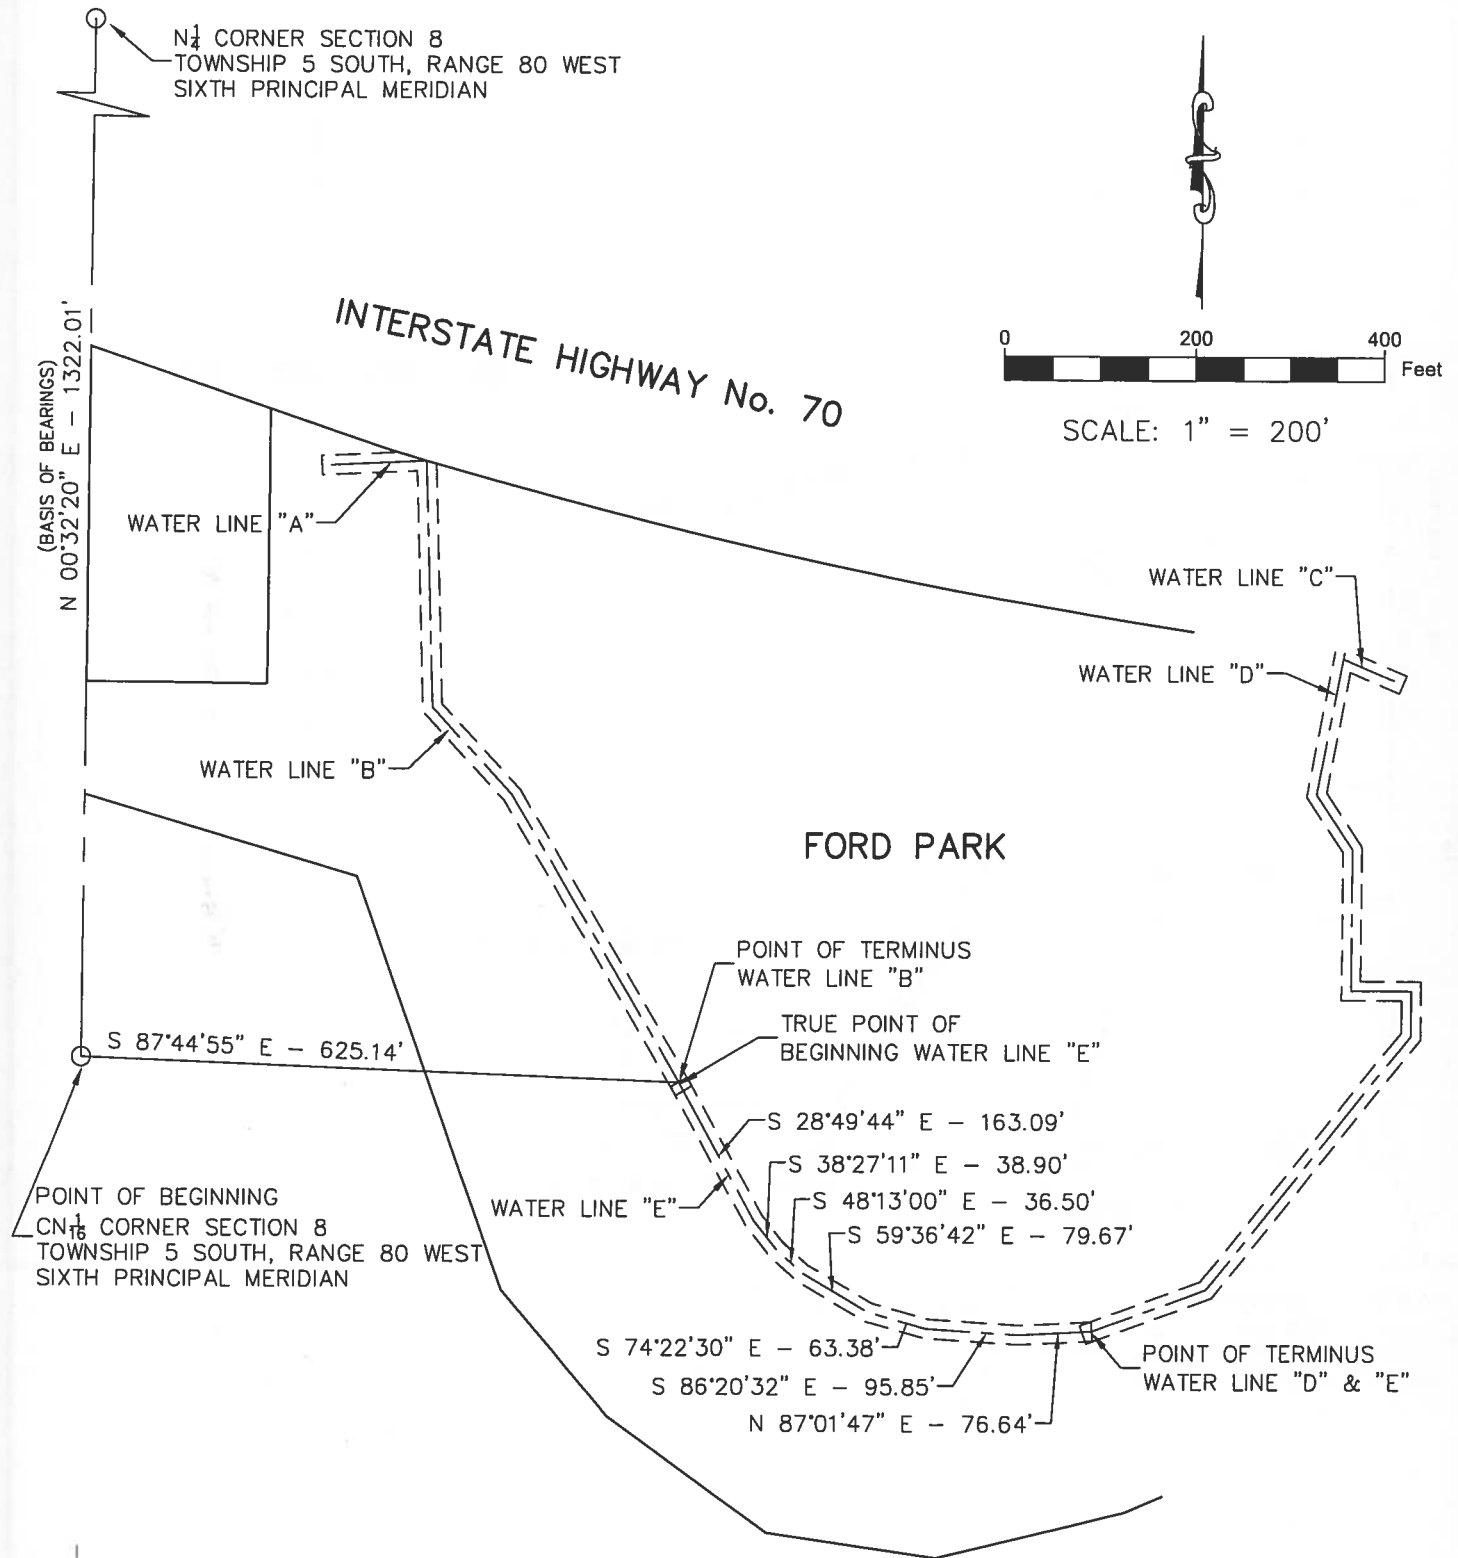 N¼ CORNER SECTION 8
TOWNSHIP 5 SOUTH, RANGE 80 WEST
SIXTH PRINCIPAL MERIDIAN
0 200 400
Feet
SCALE: 1" = 200'
INTERSTATE HIGHWAY No. 70
(BASIS OF BEARINGS)
N 00°32'20" E - 1322.01'
WATER LINE "A"
WATER LINE "C"
WATER LINE "D"
WATER LINE "B"
FORD PARK
POINT OF TERMINUS
WATER LINE "B"
TRUE POINT OF
BEGINNING WATER LINE "E"
S 87°44'55" E - 625.14'
S 28°49'44" E - 163.09'
S 38°27'11" E - 38.90'
S 48°13'00" E - 36.50'
S 59°36'42" E - 79.67'
WATER LINE "E"
POINT OF BEGINNING
CN1/16 CORNER SECTION 8
TOWNSHIP 5 SOUTH, RANGE 80 WEST
SIXTH PRINCIPAL MERIDIAN
S 74°22'30" E - 63.38'
S 86°20'32" E - 95.85'
N 87°01'47" E - 76.64'
POINT OF TERMINUS
WATER LINE "D" & "E"